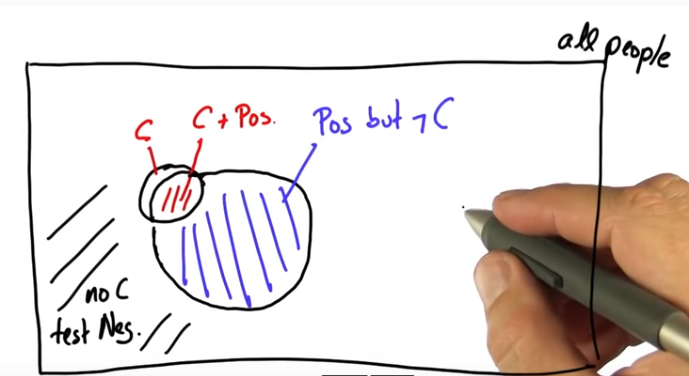 all people
C
C + Pos.
Pos but ¬ C
no C
test Neg.